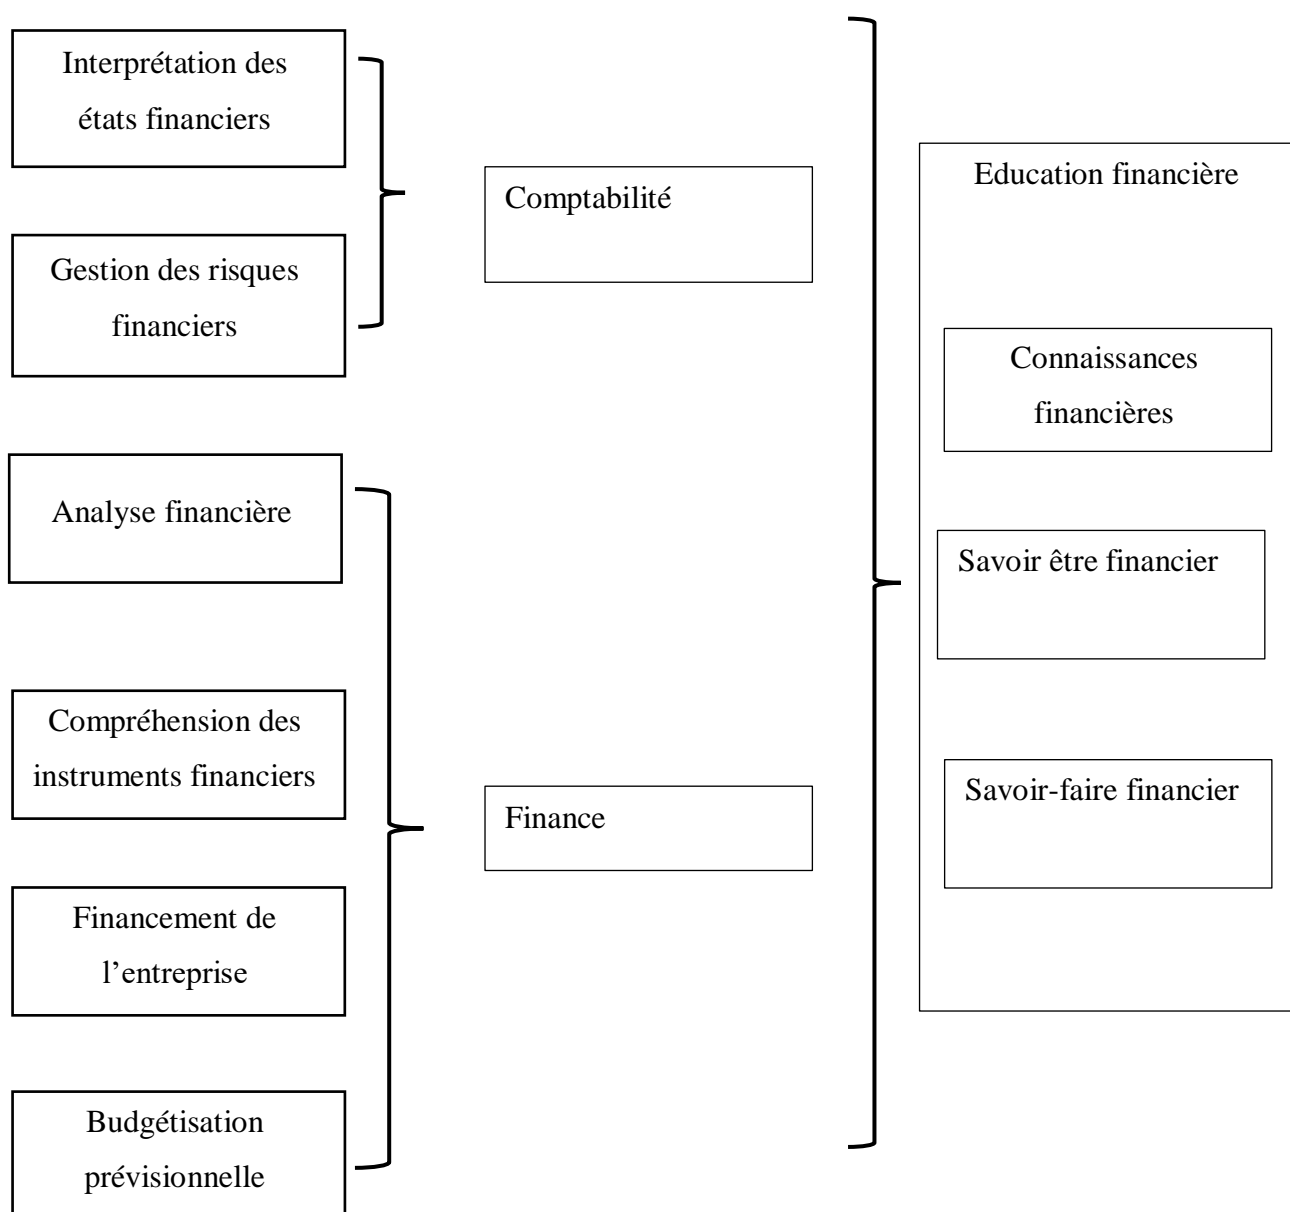 Interprétation des
états financiers
Gestion des risques
financiers
Analyse financière
Compréhension des
instruments financiers
Financement de
l’entreprise
Budgétisation
prévisionnelle
Comptabilité
Finance
Education financière
Connaissances
financières
Savoir être financier
Savoir-faire financier